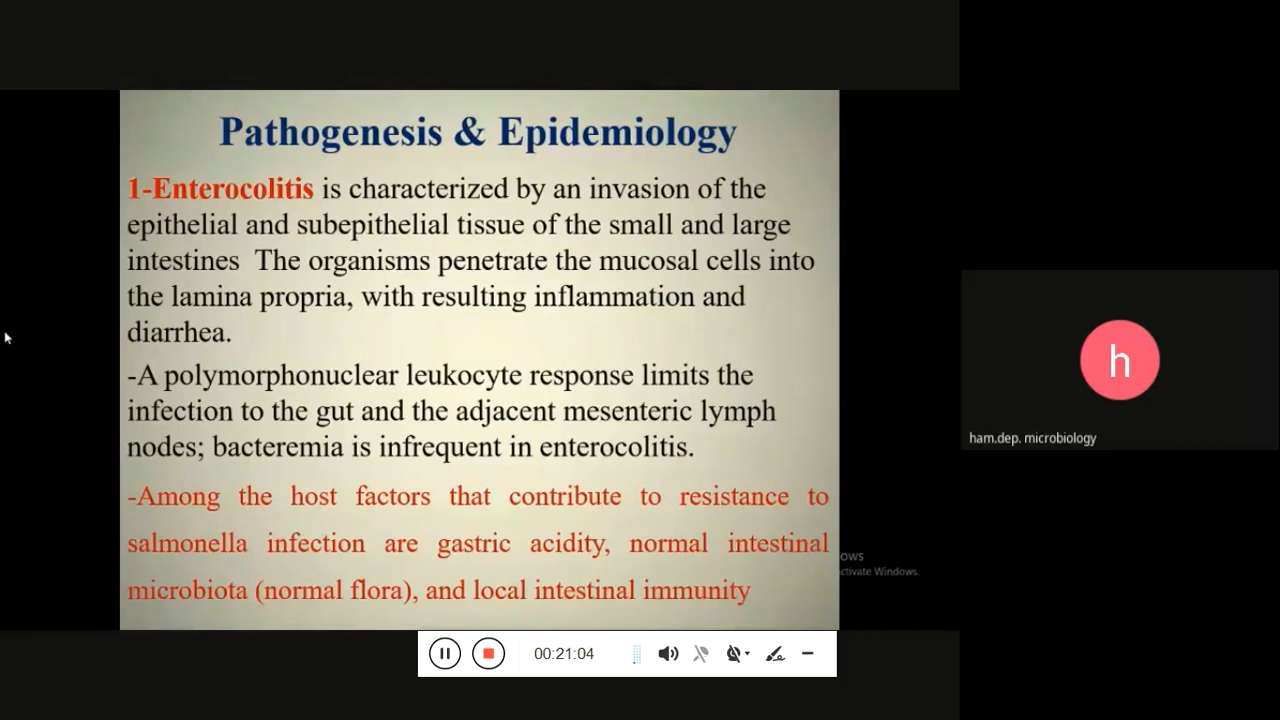 Pathogenesis & Epidemiology
1-Enterocolitis is characterized by an invasion of the
epithelial and subepithelial tissue of the small and large
intestines  The organisms penetrate the mucosal cells into
the lamina propria, with resulting inflammation and
diarrhea.
-A polymorphonuclear leukocyte response limits the
infection to the gut and the adjacent mesenteric lymph
nodes; bacteremia is infrequent in enterocolitis.
-Among the host factors that contribute to resistance to
salmonella infection are gastric acidity, normal intestinal
microbiota (normal flora), and local intestinal immunity
h
ham.dep. microbiology
ows
ctivate Windows.
00:21:04